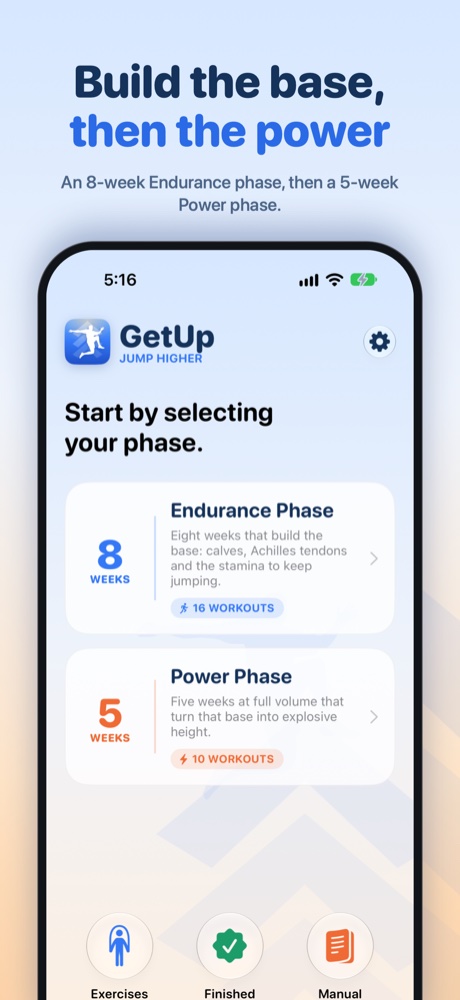 Build the base,
then the power
An 8-week Endurance phase, then a 5-week
Power phase.
5:16
GetUp
JUMP HIGHER
Start by selecting
your phase.
Endurance Phase
8
WEEKS
Eight weeks that build the
base: calves, Achilles tendons
and the stamina to keep
jumping.
16 WORKOUTS
Power Phase
5
WEEKS
Five weeks at full volume that
turn that base into explosive
height.
10 WORKOUTS
Exercises
Finished
Manual